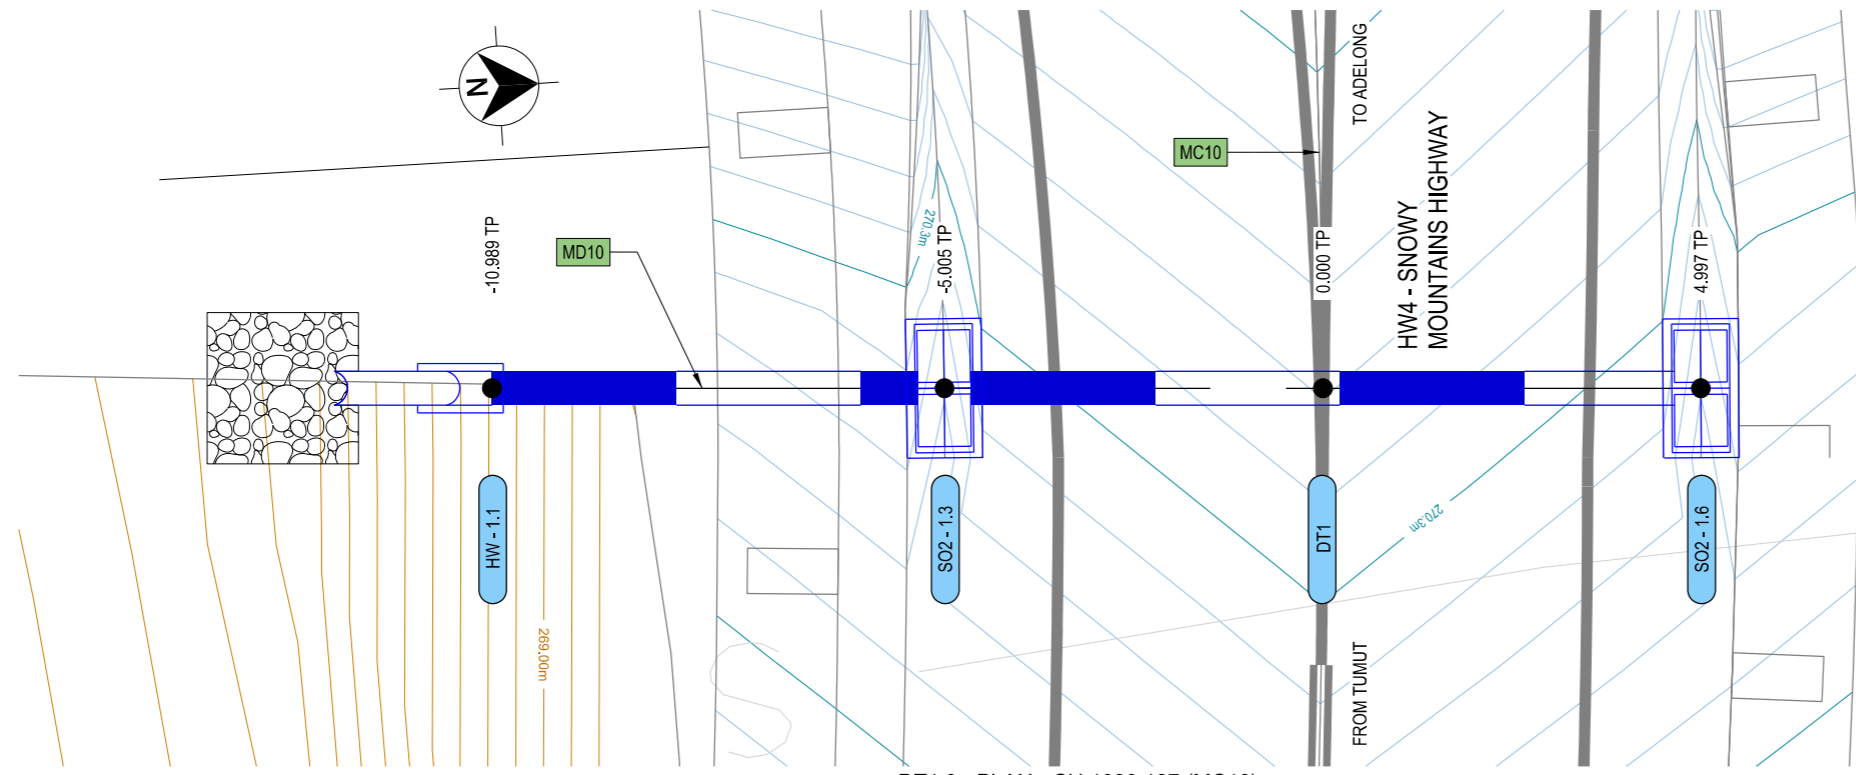 N
TO ADELONG
MC10
HW4 - SNOWY
MOUNTAINS HIGHWAY
-10.989 TP
MD10
270.3m
-5.005 TP
0.000 TP
4.997 TP
HW - 1.1
SO2 - 1.3
DT1
270.3m
SO2 - 1.6
269.00m
FROM TUMUT